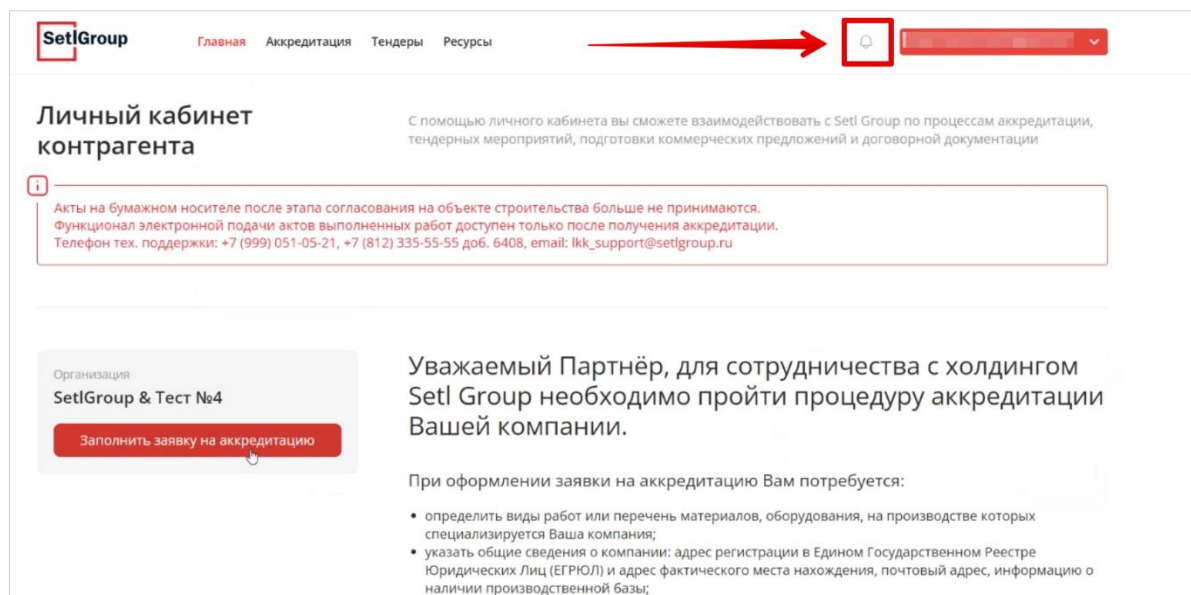 SetlGroup
Главная Аккредитация Тендеры Ресурсы
Личный кабинет
контрагента
С помощью личного кабинета вы сможете взаимодействовать с Setl Group по процессам аккредитации,
тендерных мероприятий, подготовки коммерческих предложений и договорной документации
Акты на бумажном носителе после этапа согласования на объекте строительства больше не принимаются.
Функционал электронной подачи актов выполненных работ доступен только после получения аккредитации.
Телефон тех. поддержки: +7 (999) 051-05-21, +7 (812) 335-55-55 доб. 6408, email: lkk_support@setlgroup.ru
Организация
SetlGroup & Тест №4
Заполнить заявку на аккредитацию
Уважаемый Партнёр, для сотрудничества с холдингом
Setl Group необходимо пройти процедуру аккредитации
Вашей компании.
При оформлении заявки на аккредитацию Вам потребуется:
• определить виды работ или перечень материалов, оборудования, на производстве которых
специализируется Ваша компания;
• указать общие сведения о компании: адрес регистрации в Едином Государственном Реестре
Юридических Лиц (ЕГРЮЛ) и адрес фактического места нахождения, почтовый адрес, информацию о
наличии производственной базы;